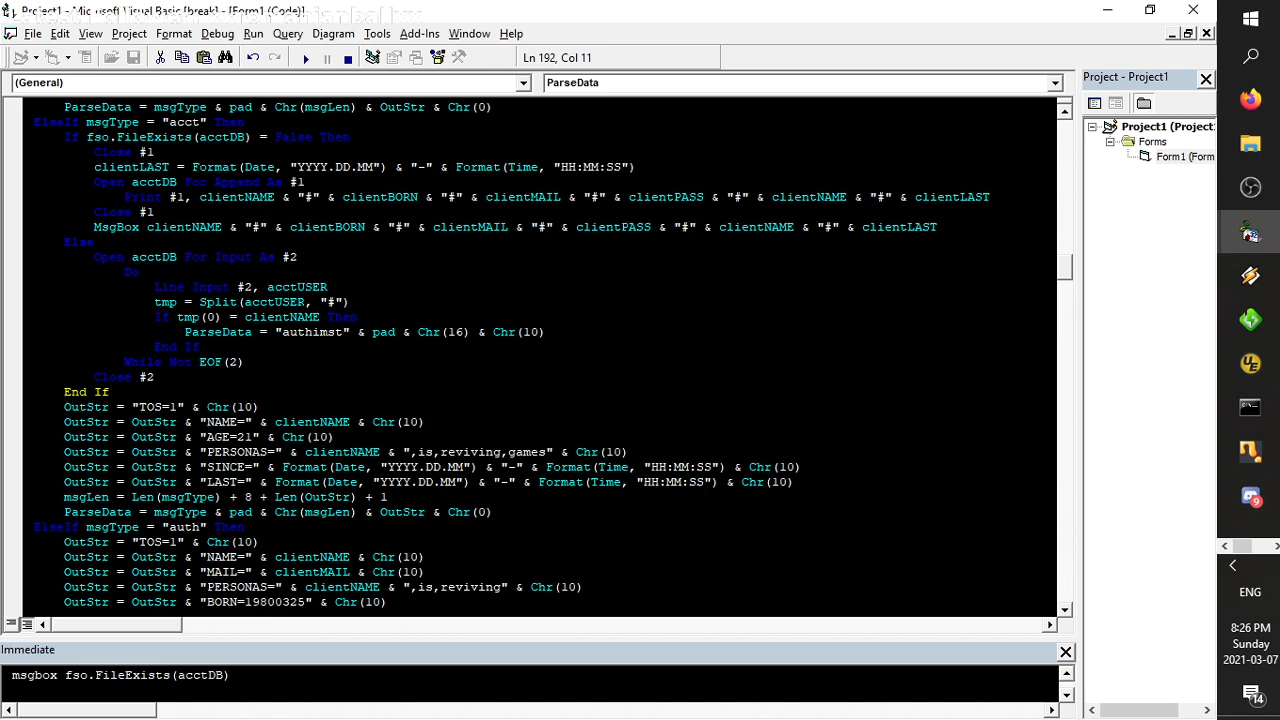 Project1 - Microsoft Visual Basic [break] - [Form1 (Code)]
File Edit View Project Format Debug Run Query Diagram Tools Add-Ins Window Help
Ln 192, Col 11
(General) ParseData
Project - Project1
ParseData = msgType & pad & Chr(msgLen) & OutStr & Chr(0)
ElseIf msgType = "acct" Then
If fso.FileExists(acctDB) = False Then
Close #1
clientLAST = Format(Date, "YYYY.DD.MM") & "-" & Format(Time, "HH:MM:SS")
Open acctDB For Append As #1
Print #1, clientNAME & "#" & clientBORN & "#" & clientMAIL & "#" & clientPASS & "#" & clientNAME & "#" & clientLAST
Close #1
MsgBox clientNAME & "#" & clientBORN & "#" & clientMAIL & "#" & clientPASS & "#" & clientNAME & "#" & clientLAST
Else
Open acctDB For Input As #2
Do
Line Input #2, acctUSER
tmp = Split(acctUSER, "#")
If tmp(0) = clientNAME Then
ParseData = "authimst" & pad & Chr(16) & Chr(10)
End If
While Not EOF(2)
Close #2
End If
OutStr = "TOS=1" & Chr(10)
OutStr = OutStr & "NAME=" & clientNAME & Chr(10)
OutStr = OutStr & "AGE=21" & Chr(10)
OutStr = OutStr & "PERSONAS=" & clientNAME & ",is,reviving,games" & Chr(10)
OutStr = OutStr & "SINCE=" & Format(Date, "YYYY.DD.MM") & "-" & Format(Time, "HH:MM:SS") & Chr(10)
OutStr = OutStr & "LAST=" & Format(Date, "YYYY.DD.MM") & "-" & Format(Time, "HH:MM:SS") & Chr(10)
msgLen = Len(msgType) + 8 + Len(OutStr) + 1
ParseData = msgType & pad & Chr(msgLen) & OutStr & Chr(0)
ElseIf msgType = "auth" Then
OutStr = "TOS=1" & Chr(10)
OutStr = OutStr & "NAME=" & clientNAME & Chr(10)
OutStr = OutStr & "MAIL=" & clientMAIL & Chr(10)
OutStr = OutStr & "PERSONAS=" & clientNAME & ",is,reviving" & Chr(10)
OutStr = OutStr & "BORN=19800325" & Chr(10)
Immediate
msgbox fso.FileExists(acctDB)
Project1 (Project
Forms
Form1 (Form
9
ENG
8:26 PM
Sunday
2021-03-07
14